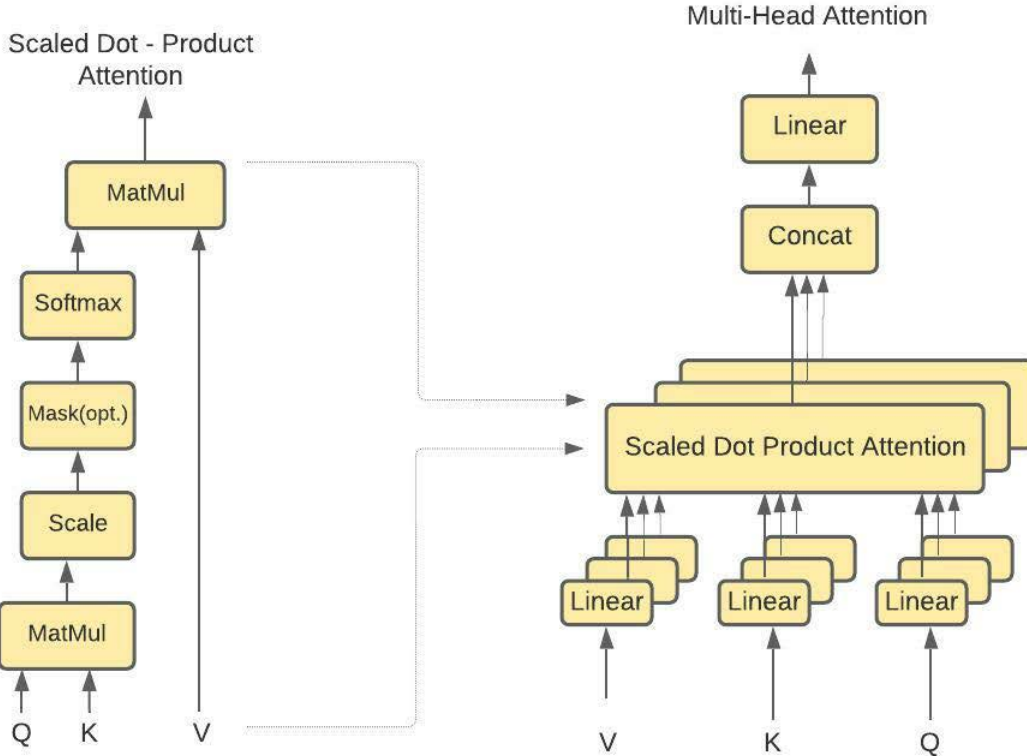 Scaled Dot - Product
Attention
MatMul
Softmax
Mask(opt.)
Scale
MatMul
Q
K
V
Multi-Head Attention
Linear
Concat
Scaled Dot Product Attention
Linear
Linear
Linear
V
K
Q